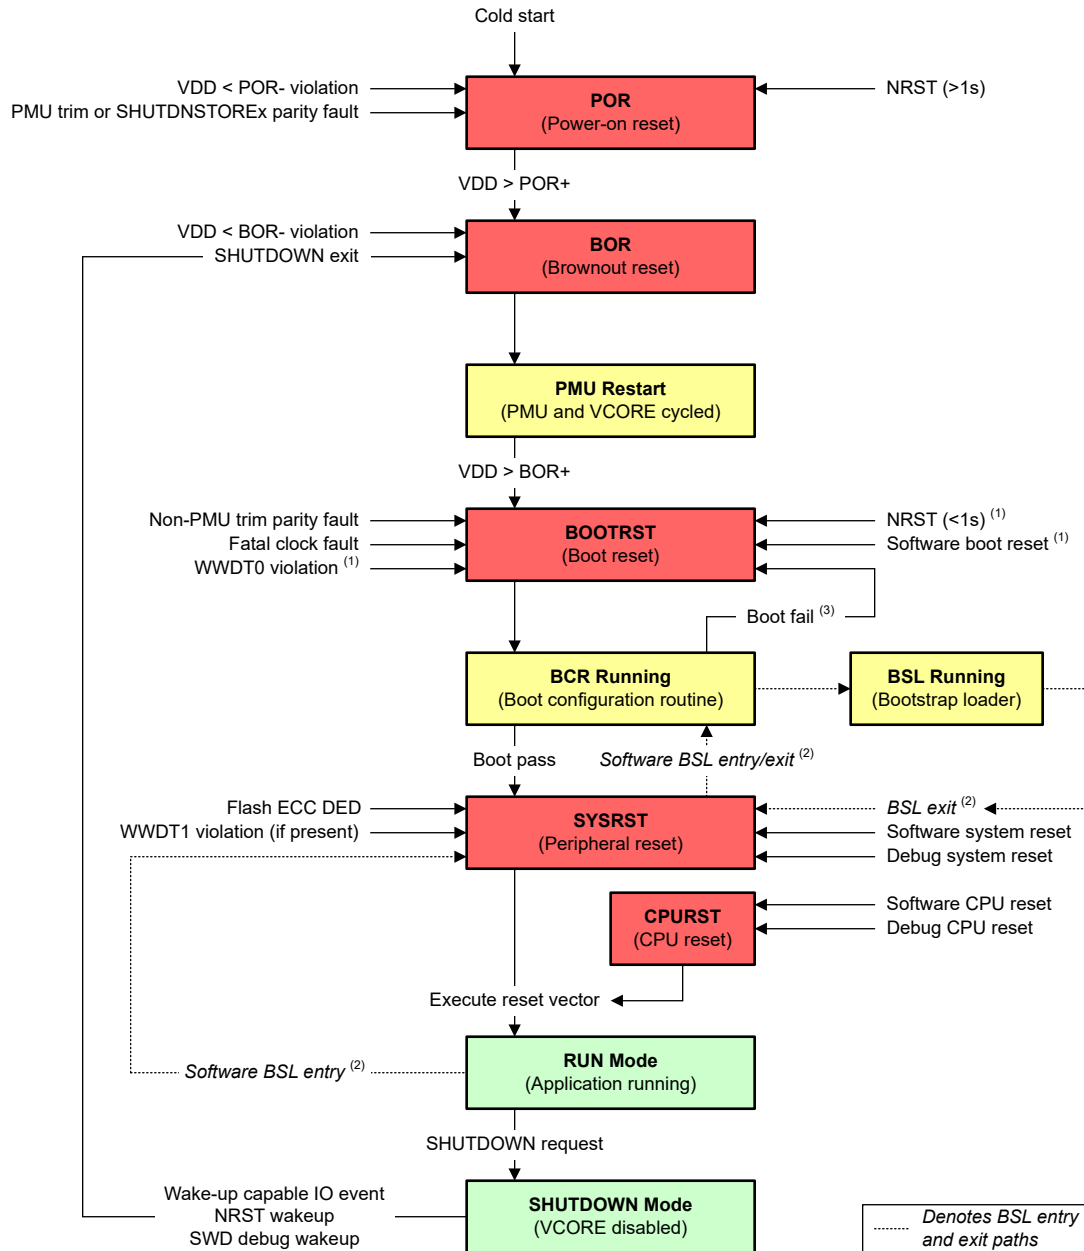 Cold start
VDD < POR- violation
PMU trim or SHUTDNSTOREx parity fault
POR
(Power-on reset)
NRST (>1s)
VDD > POR+
VDD < BOR- violation
SHUTDOWN exit
BOR
(Brownout reset)
PMU Restart
(PMU and VCORE cycled)
VDD > BOR+
Non-PMU trim parity fault
Fatal clock fault
WWDT0 violation (1)
BOOTRST
(Boot reset)
NRST (<1s) (1)
Software boot reset (1)
Boot fail (3)
BCR Running
(Boot configuration routine)
BSL Running
(Bootstrap loader)
Boot pass
Software BSL entry/exit (2)
Flash ECC DED
WWDT1 violation (if present)
SYSRST
(Peripheral reset)
BSL exit (2)
Software system reset
Debug system reset
CPURST
(CPU reset)
Software CPU reset
Debug CPU reset
Execute reset vector
RUN Mode
(Application running)
Software BSL entry (2)
SHUTDOWN request
Wake-up capable IO event
NRST wakeup
SWD debug wakeup
SHUTDOWN Mode
(VCORE disabled)
Denotes BSL entry
and exit paths